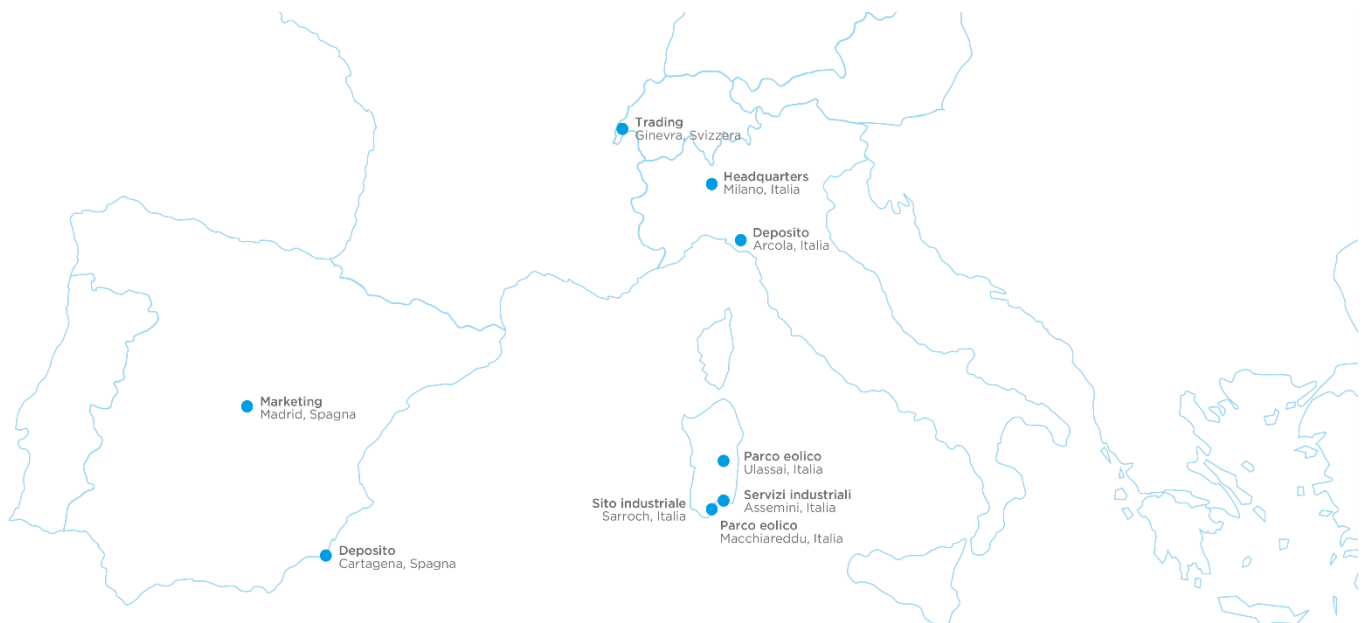 Trading
Ginevra, Svizzera
Headquarters
Milano, Italia
Deposito
Arcola, Italia
Marketing
Madrid, Spagna
Parco eolico
Ulassai, Italia
Servizi industriali
Assemini, Italia
Sito industriale
Sarroch, Italia
Parco eolico
Macchiareddu, Italia
Deposito
Cartagena, Spagna